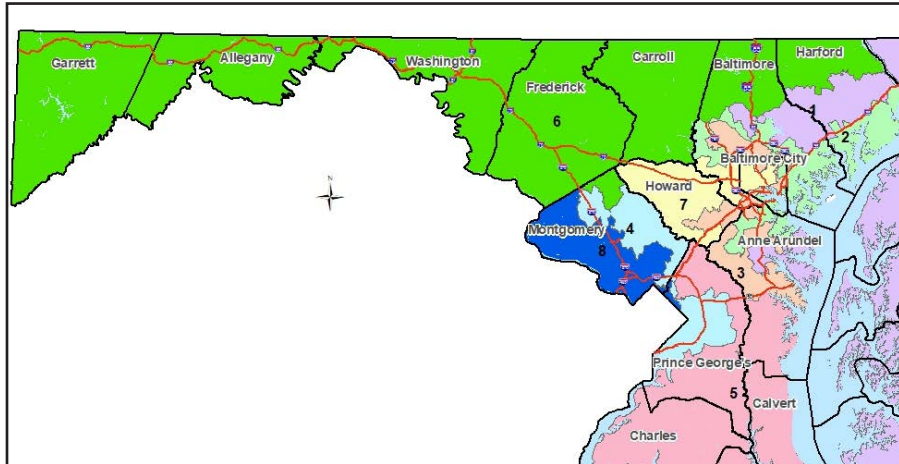 N
Garrett
Allegany
Washington
Frederick
Carroll
Baltimore
Harford
6
1
2
Baltimore City
Howard
7
Montgomery
4
8
Anne Arundel
3
Prince George's
5
Calvert
Charles